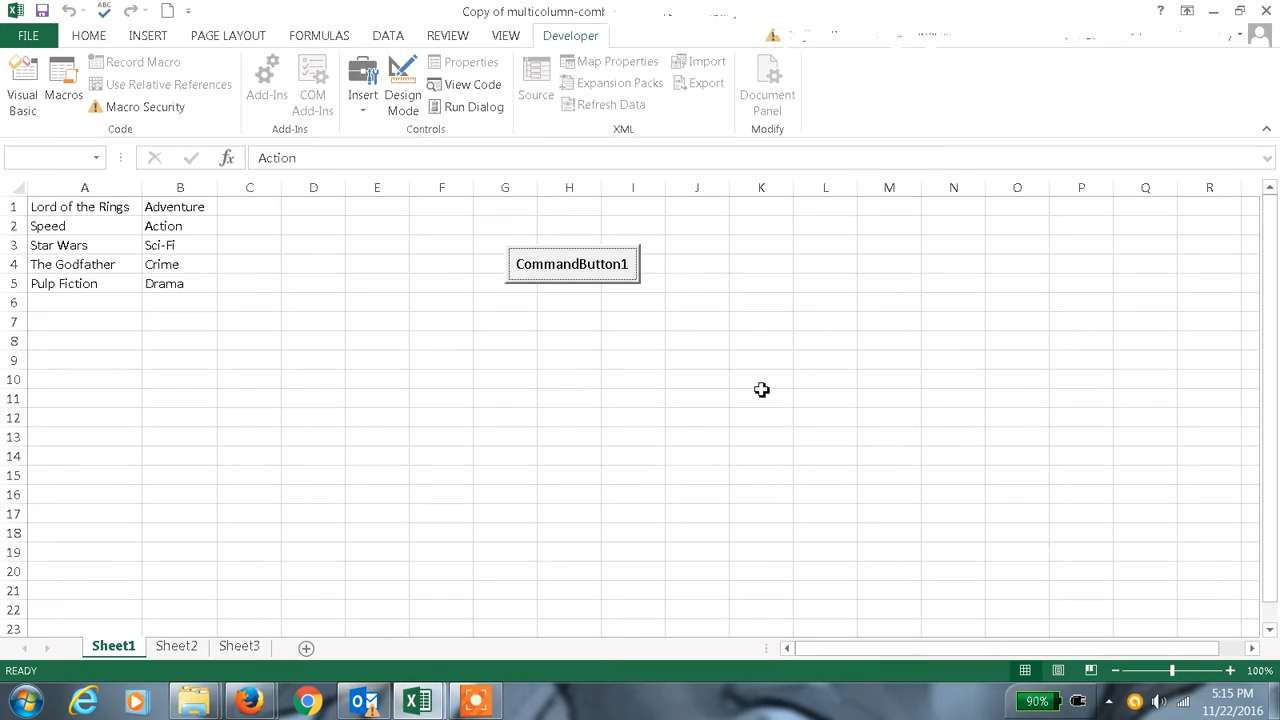 Copy of multicolumn-comb
FILE HOME INSERT PAGE LAYOUT FORMULAS DATA REVIEW VIEW Developer
Visual Basic
Macros
Record Macro
Use Relative References
Macro Security
Code
Add-Ins
COM Add-Ins
Add-Ins
Insert
Design Mode
Properties
View Code
Run Dialog
Controls
Source
Map Properties
Expansion Packs
Refresh Data
Import
Export
XML
Document Panel
Modify
fx Action
A B C D E F G H I J K L M N O P Q R
1 Lord of the Rings Adventure
2 Speed Action
3 Star Wars Sci-Fi
4 The Godfather Crime
5 Pulp Fiction Drama
CommandButton1
6
7
8
9
10
11
12
13
14
15
16
17
18
19
20
21
22
23
Sheet1 Sheet2 Sheet3
READY
100%
90%
5:15 PM
11/22/2016